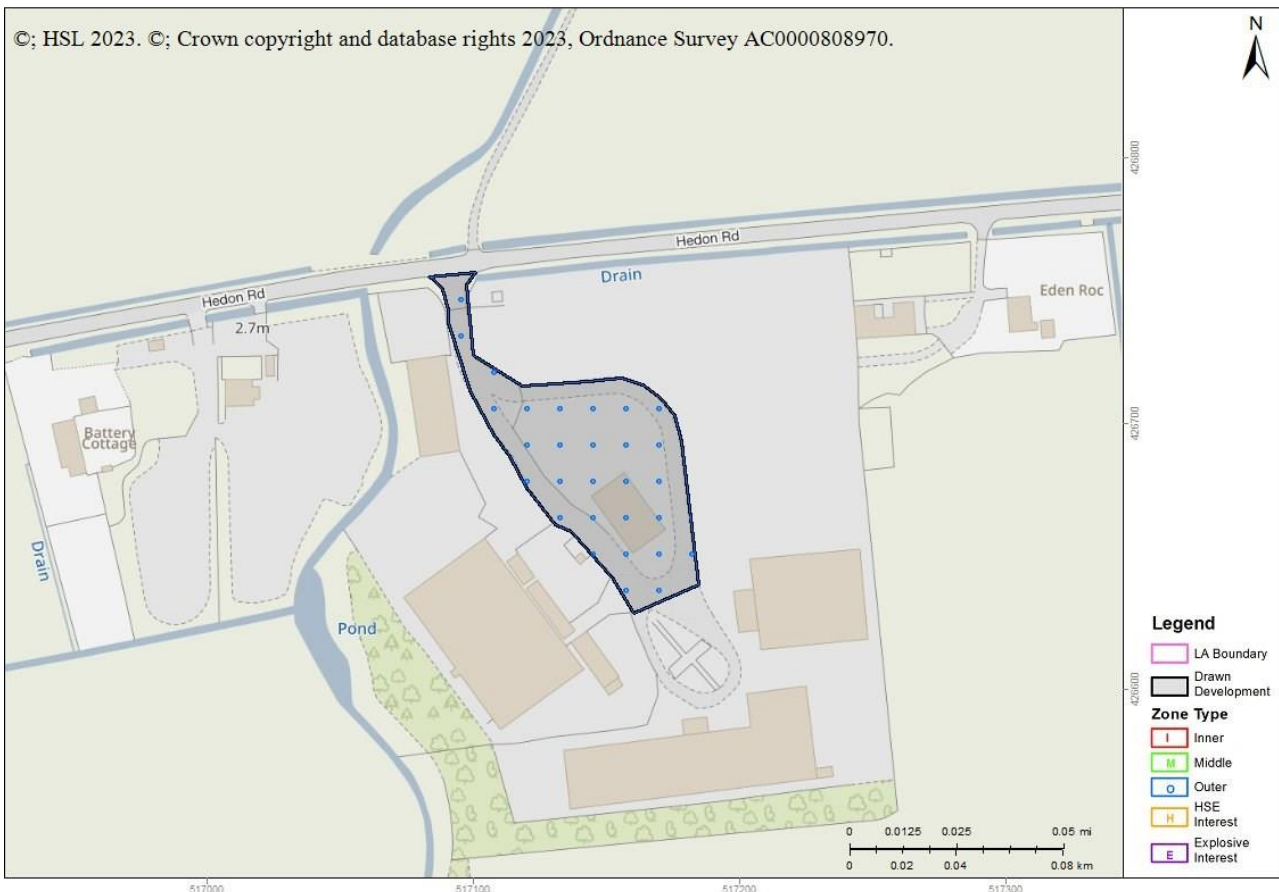 ©; HSL 2023. ©; Crown copyright and database rights 2023, Ordnance Survey AC0000808970.
N
426800
Hedon Rd
Drain
Hedon Rd
Eden Roc
2.7m
426700
Battery
Cottage
Drain
Pond
Legend
LA Boundary
Drawn
Development
Zone Type
I Inner
M Middle
O Outer
H HSE
Interest
E Explosive
Interest
426600
0 0.0125 0.025 0.05 mi
0 0.02 0.04 0.08 km
517000 517100 517200 517300